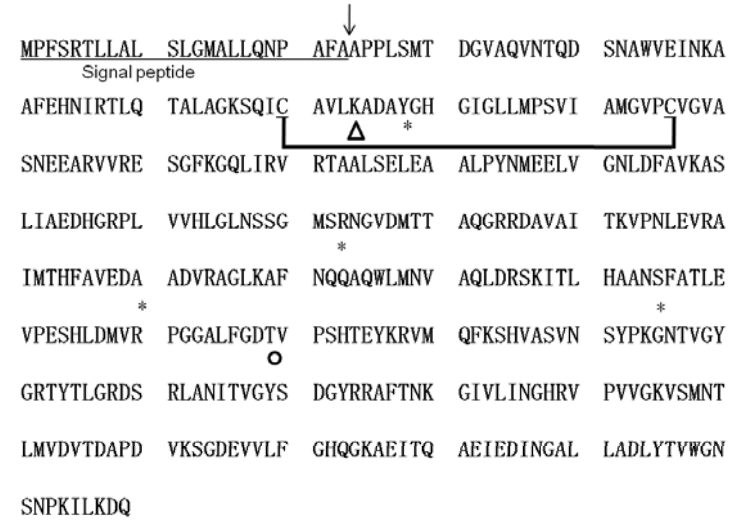 MPFSRTLLAL SLGMALLQNP AFAAPPLSMT DGVAQVNTQD SNAWVEINKA
Signal peptide
AFEHNIRTLQ TALAGKSQIC AVLKADAYGH GIGLLMPSVI AMGVPCVGVA
*
SNEEARVVRE SGFKGQLIRV RTAALSELEA ALPYNMEELV GNLDFAVKAS
LIAEDHGRPL VVHLGLNSSG MSRNGVDMTT AQGRRDAVAI TKVPNLEVRA
*
IMTHFAVEDA ADVRAGLKAF NQQAQWLMNV AQLDRSKITL HAANSFATLE
* *
VPESHLDMVR PGGALFGDTV PSHTEYKRVM QFKSHVASVN SYPKGNTVGY
GRTYTLGRDS RLANITVGYS DGYRRAFTNK GIVLINGHRV PVVGKVSMNT
LMVDVTDAPD VKSGDEVVLF GHQGKAEITQ AEIEDINGAL LADLYTVWGN
SNPKILKDQ